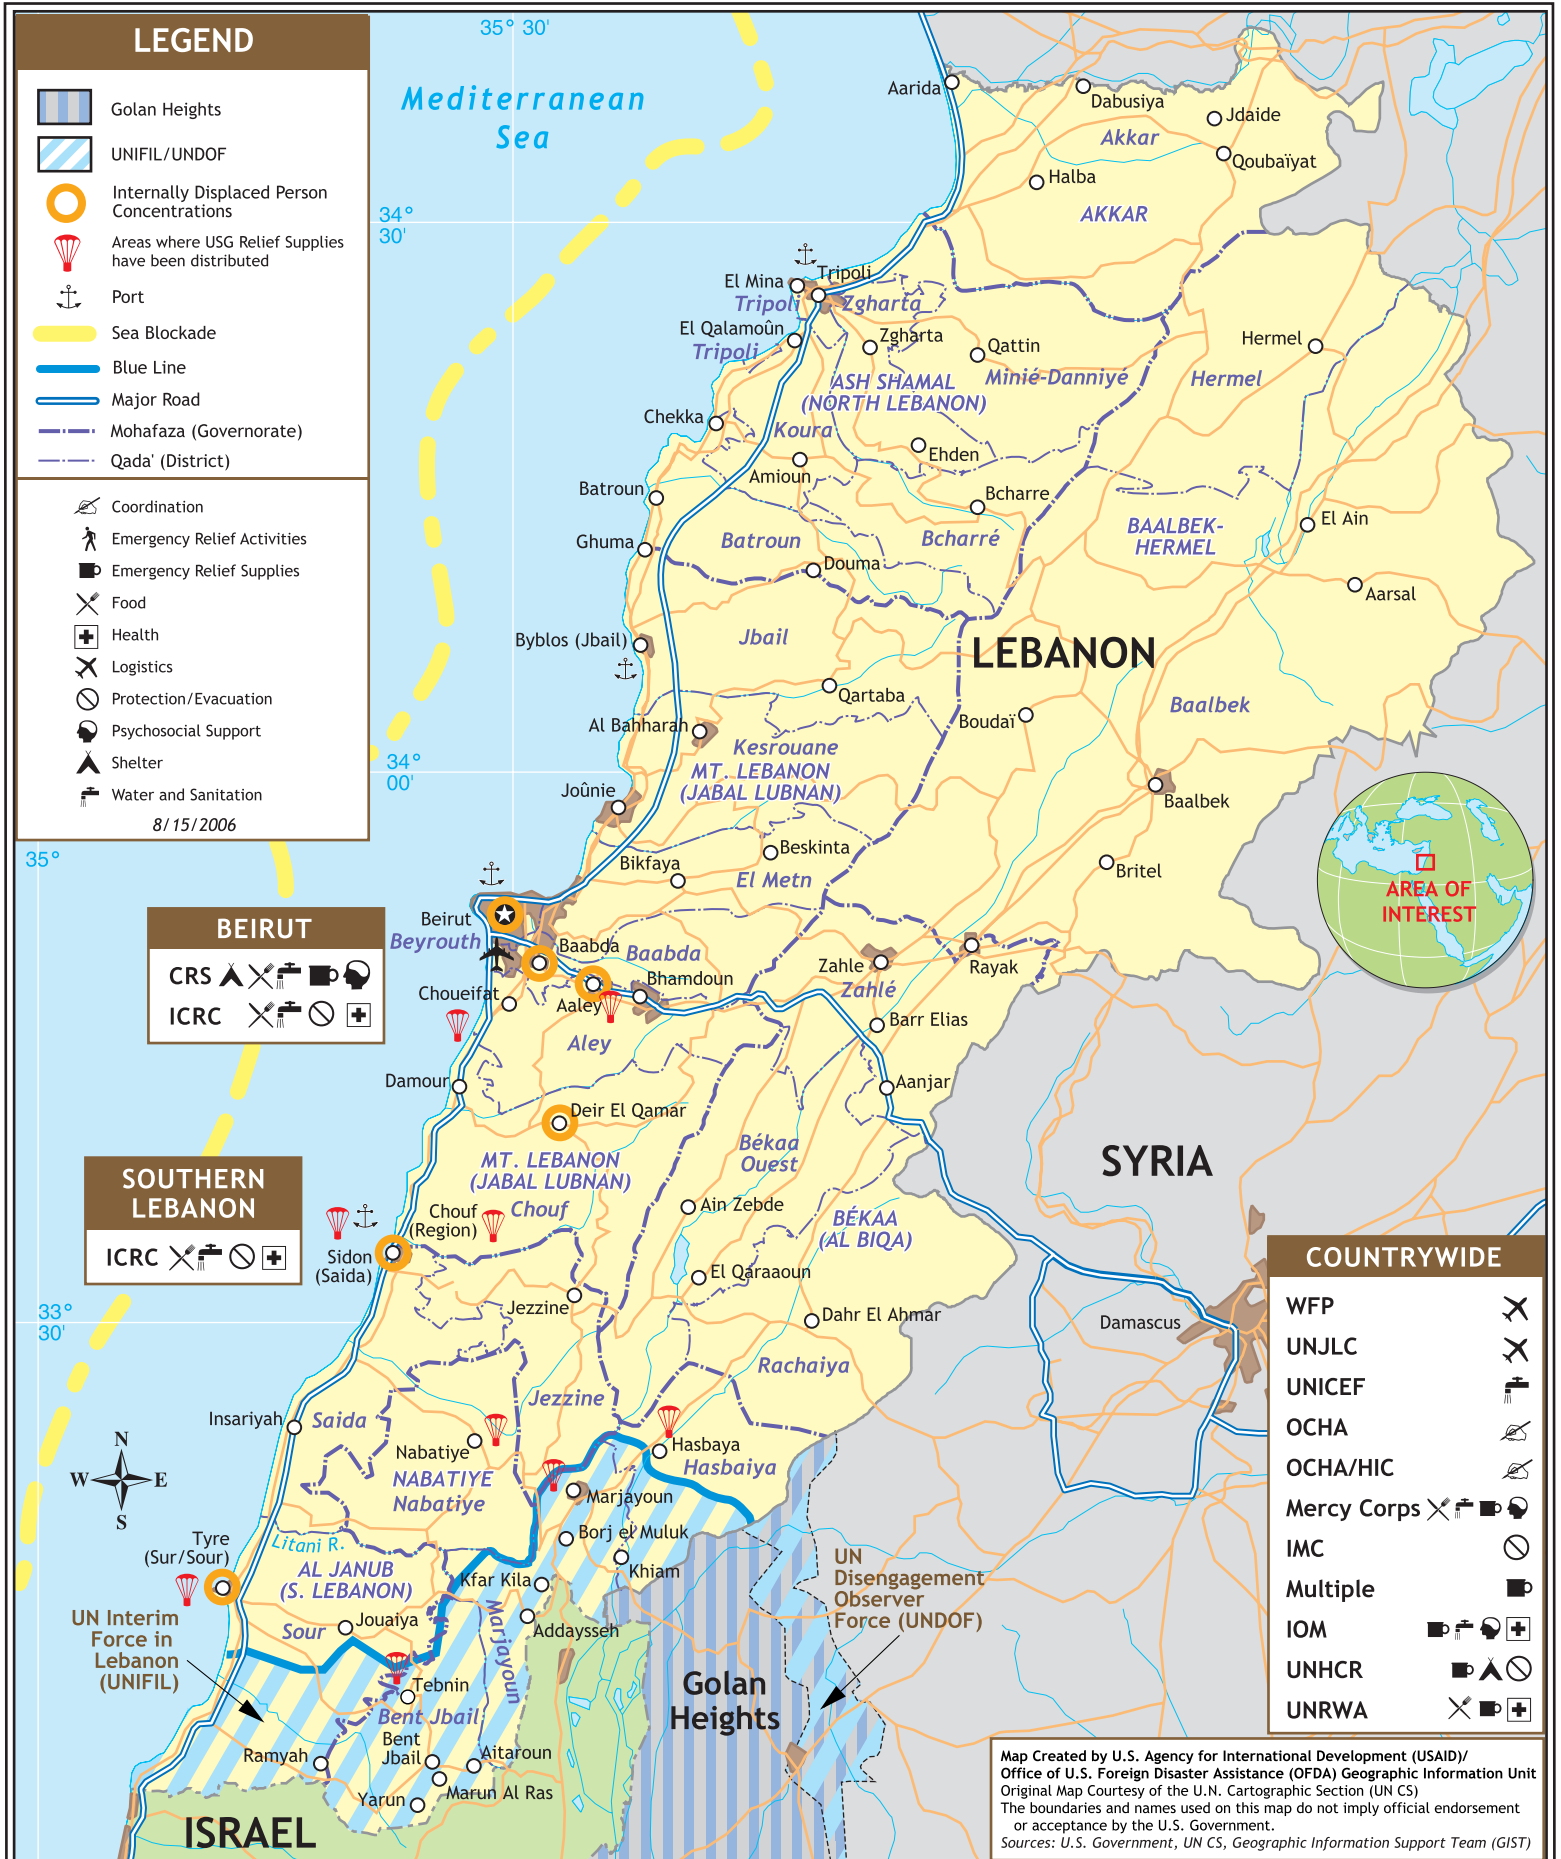 LEGEND
Golan Heights
UNIFIL/UNDOF
Internally Displaced Person
Concentrations
Areas where USG Relief Supplies
have been distributed
Port
Sea Blockade
Blue Line
Major Road
Mohafaza (Governorate)
Qada' (District)
Coordination
Emergency Relief Activities
Emergency Relief Supplies
Food
Health
Logistics
Protection/Evacuation
Psychosocial Support
Shelter
Water and Sanitation
8/15/2006
35° 30'
Mediterranean
Sea
34°
30'
34°
00'
35°
33°
30'
Aarida
Dabusiya
Jdaide
Akkar
Qoubaïyat
Halba
AKKAR
Tripoli
El Mina
Tripoli
Zgharta
El Qalamoûn
Tripoli
Zgharta
Qattin
Hermel
ASH SHAMAL
(NORTH LEBANON)
Minié-Danniyé
Hermel
Chekka
Koura
Ehden
Amioun
Batroun
Bcharre
El Ain
BAALBEK-
HERMEL
Ghuma
Batroun
Bcharré
Douma
Aarsal
Byblos (Jbail)
Jbail
LEBANON
Qartaba
Baalbek
Boudaï
Al Bahharah
Kesrouane
MT. LEBANON
(JABAL LUBNAN)
Joûnie
Baalbek
Beskinta
Bikfaya
El Metn
Britel
AREA OF
INTEREST
Beirut
Beyrouth
Baabda
Baabda
Zahle
Rayak
Bhamdoun
Zahlé
Choueifat
Aaley
Barr Elias
Aley
Damour
Aanjar
Deir El Qamar
Békaa
Ouest
MT. LEBANON
(JABAL LUBNAN)
SYRIA
Chouf
(Region)
Chouf
Ain Zebde
BÉKAA
(AL BIQA)
Sidon
(Saida)
El Qaraaoun
Jezzine
Dahr El Ahmar
Damascus
Rachaiya
Jezzine
Insariyah
Saida
Nabatiye
Hasbaya
Hasbaiya
NABATIYE
Nabatiye
Marjayoun
N
W
E
S
Tyre
(Sur/Sour)
Litani R.
Borj el Muluk
Khiam
AL JANUB
(S. LEBANON)
Kfar Kila
Marjayoun
Jouaiya
Sour
Addaysseh
UN Interim
Force in
Lebanon
(UNIFIL)
UN
Disengagement
Observer
Force (UNDOF)
Tebnin
Bent Jbail
Golan
Heights
Bent
Jbail
Ramyah
Aitaroun
Marun Al Ras
Yarun
ISRAEL
BEIRUT
CRS
ICRC
SOUTHERN
LEBANON
ICRC
COUNTRYWIDE
WFP
UNJLC
UNICEF
OCHA
OCHA/HIC
Mercy Corps
IMC
Multiple
IOM
UNHCR
UNRWA
Map Created by U.S. Agency for International Development (USAID)/
Office of U.S. Foreign Disaster Assistance (OFDA) Geographic Information Unit
Original Map Courtesy of the U.N. Cartographic Section (UN CS)
The boundaries and names used on this map do not imply official endorsement
or acceptance by the U.S. Government.
Sources: U.S. Government, UN CS, Geographic Information Support Team (GIST)